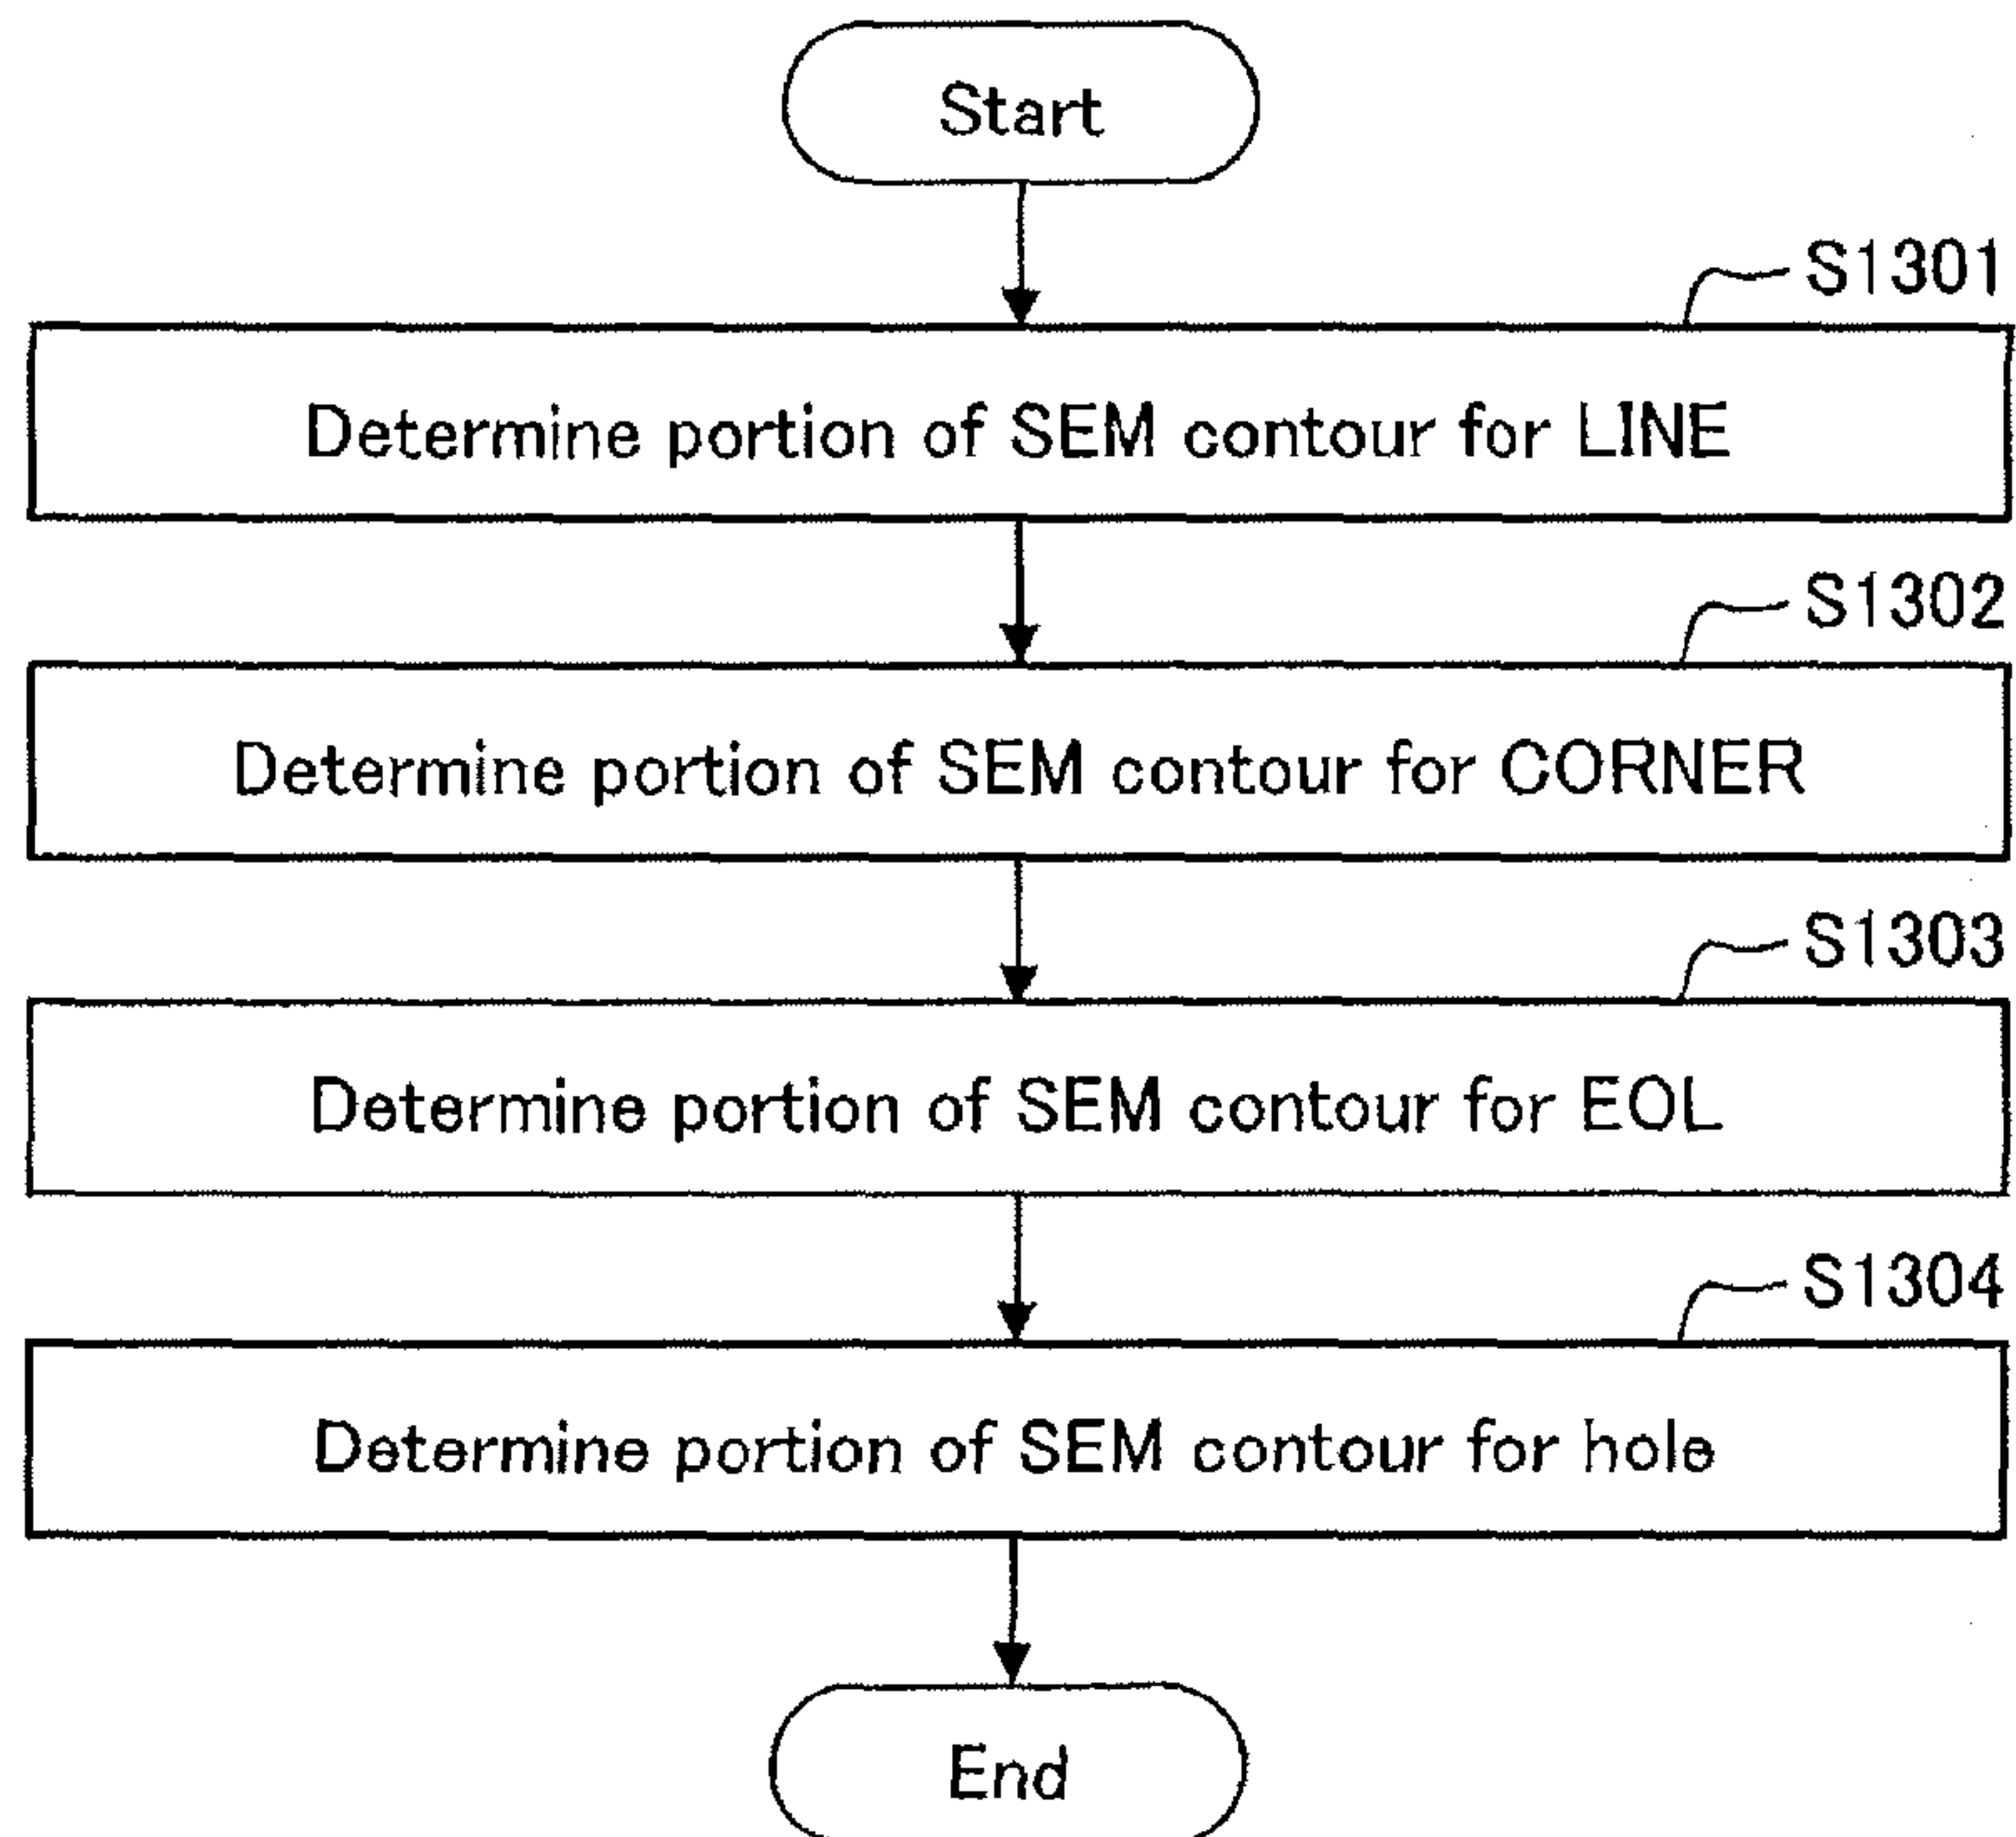 Start
S1301
Determine portion of SEM contour for LINE
S1302
Determine portion of SEM contour for CORNER
S1303
Determine portion of SEM contour for EOL
S1304
Determine portion of SEM contour for hole
End